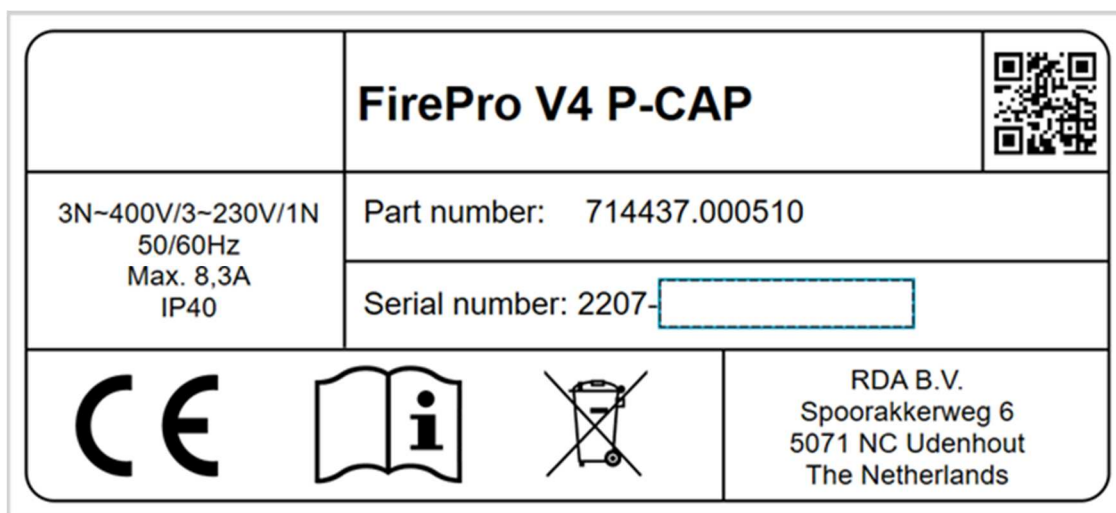 FirePro V4 P-CAP
3N~400V/3~230V/1N
50/60Hz
Max. 8,3A
IP40
Part number: 714437.000510
Serial number: 2207-
CE
i
RDA B.V.
Spoorakkerweg 6
5071 NC Udenhout
The Netherlands